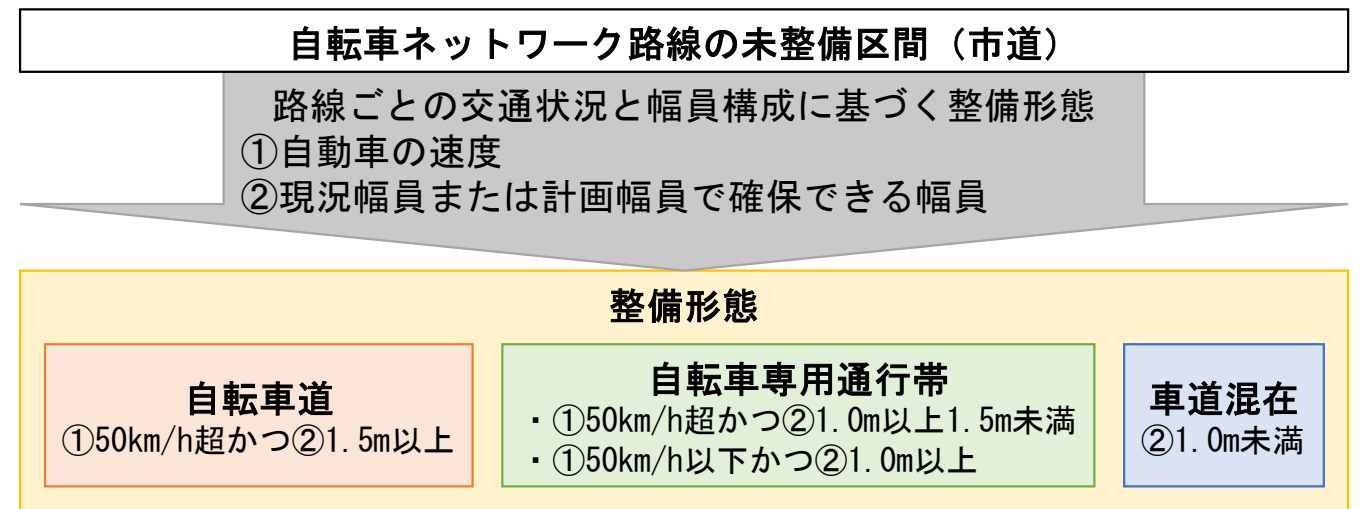 自転車ネットワーク路線の未整備区間（市道）
路線ごとの交通状況と幅員構成に基づく整備形態
①自動車の速度
②現況幅員または計画幅員で確保できる幅員
整備形態
自転車道
①50km/h超かつ②1.5m以上
自転車専用通行帯
・①50km/h超かつ②1.0m以上1.5m未満
・①50km/h以下かつ②1.0m以上
車道混在
②1.0m未満